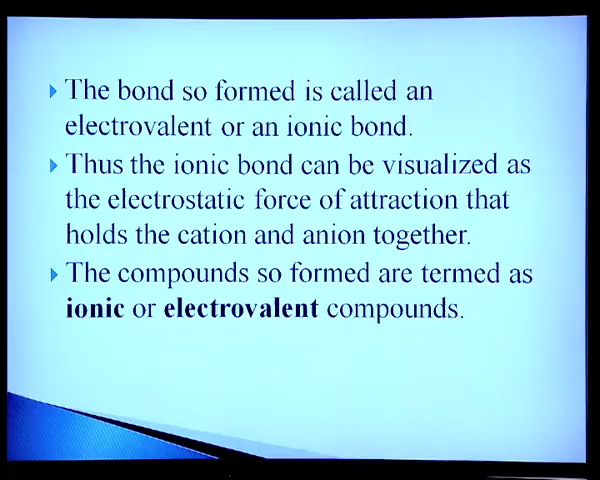 The bond so formed is called an
electrovalent or an ionic bond.
Thus the ionic bond can be visualized as
the electrostatic force of attraction that
holds the cation and anion together.
The compounds so formed are termed as
ionic or electrovalent compounds.